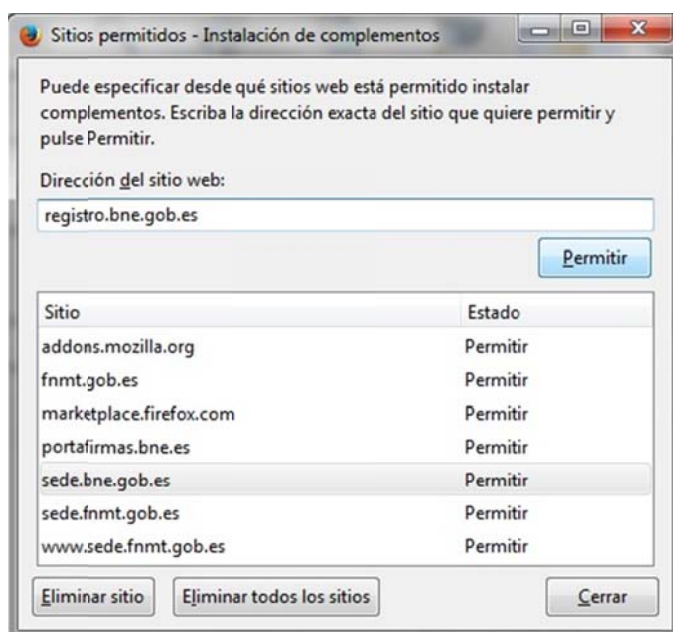 Sitios permitidos - Instalación de complementos
Puede especificar desde qué sitios web está permitido instalar
complementos. Escriba la dirección exacta del sitio que quiere permitir y
pulse Permitir.
Dirección del sitio web:
registro.bne.gob.es
Permitir
Sitio Estado
addons.mozilla.org Permitir
fnmt.gob.es Permitir
marketplace.firefox.com Permitir
portafirmas.bne.es Permitir
sede.bne.gob.es Permitir
sede.fnmt.gob.es Permitir
www.sede.fnmt.gob.es Permitir
Eliminar sitio Eliminar todos los sitios Cerrar